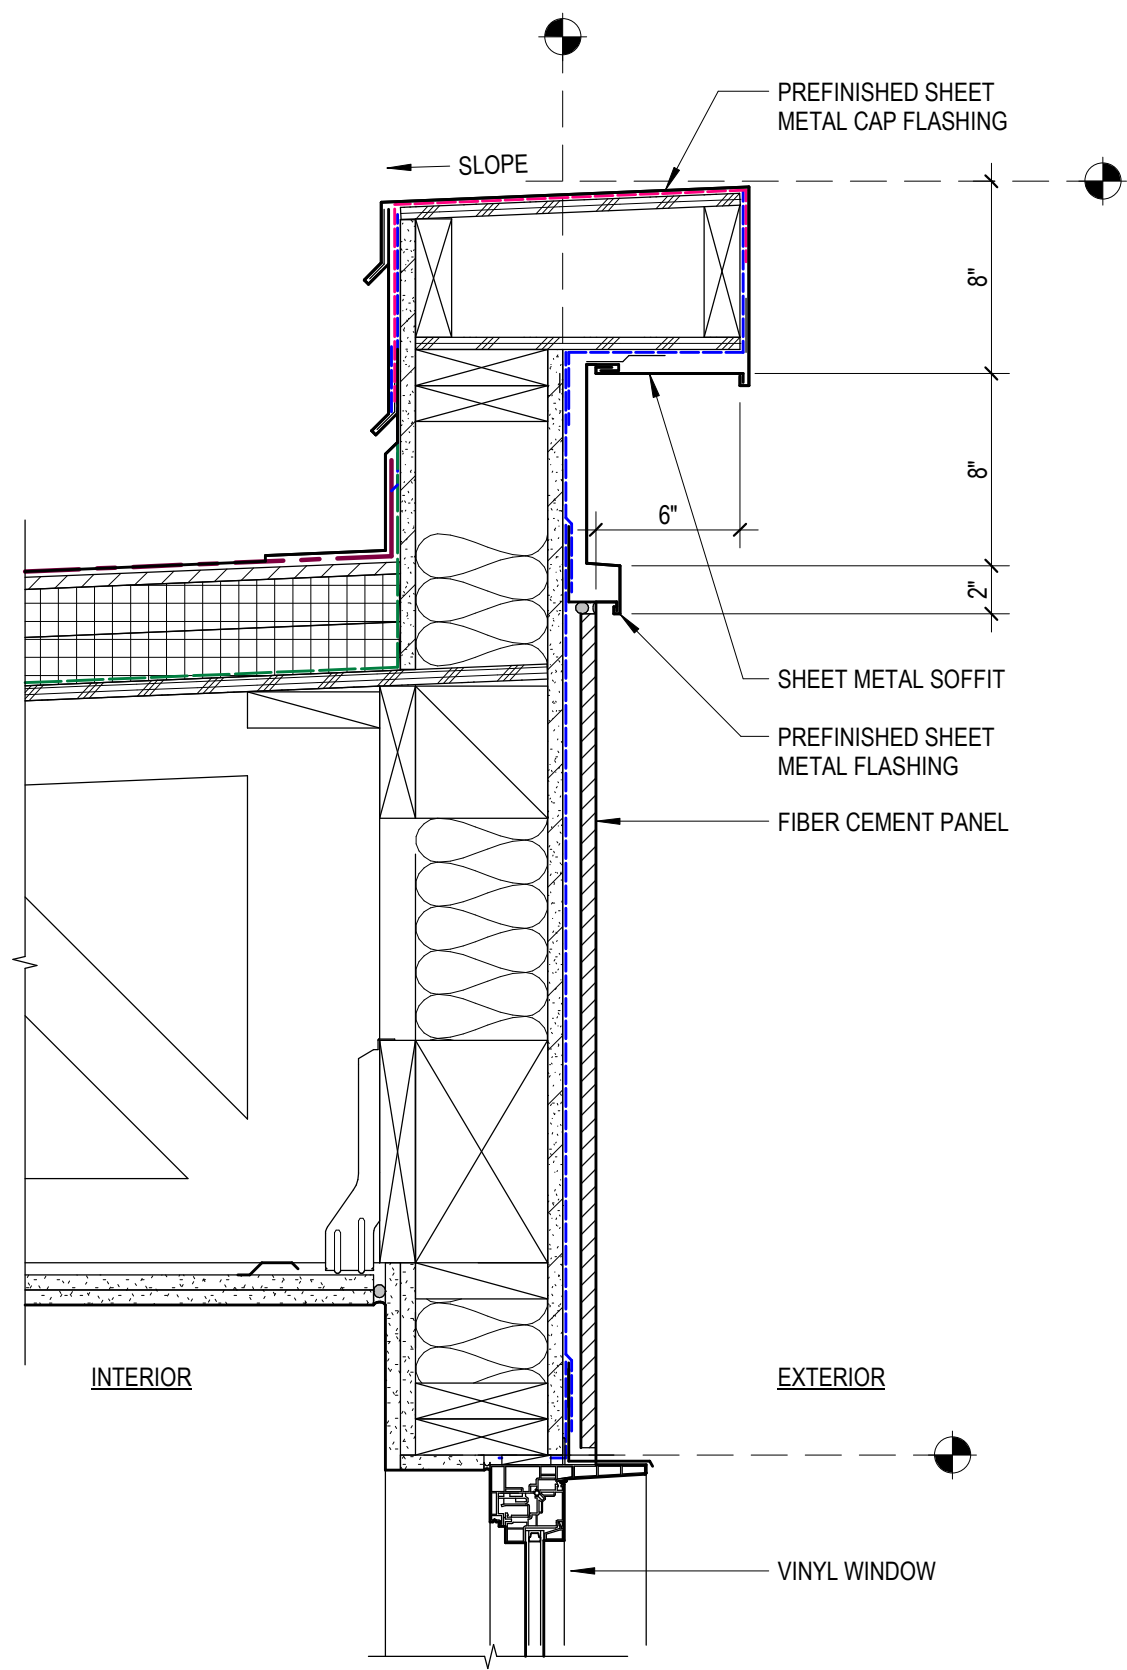 PREFINISHED SHEET
METAL CAP FLASHING
SLOPE
8"
8"
6"
2"
SHEET METAL SOFFIT
PREFINISHED SHEET
METAL FLASHING
FIBER CEMENT PANEL
INTERIOR
EXTERIOR
VINYL WINDOW